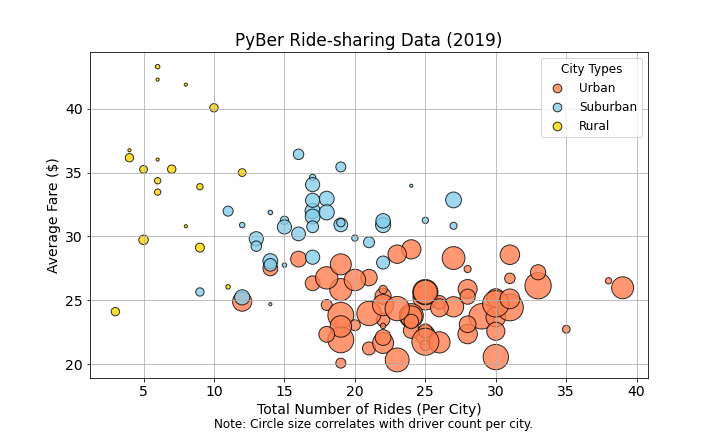 PyBer Ride-sharing Data (2019)
City Types
Urban
Suburban
Rural
Average Fare ($)
40
35
30
25
20
5 10 15 20 25 30 35 40
Total Number of Rides (Per City)
Note: Circle size correlates with driver count per city.